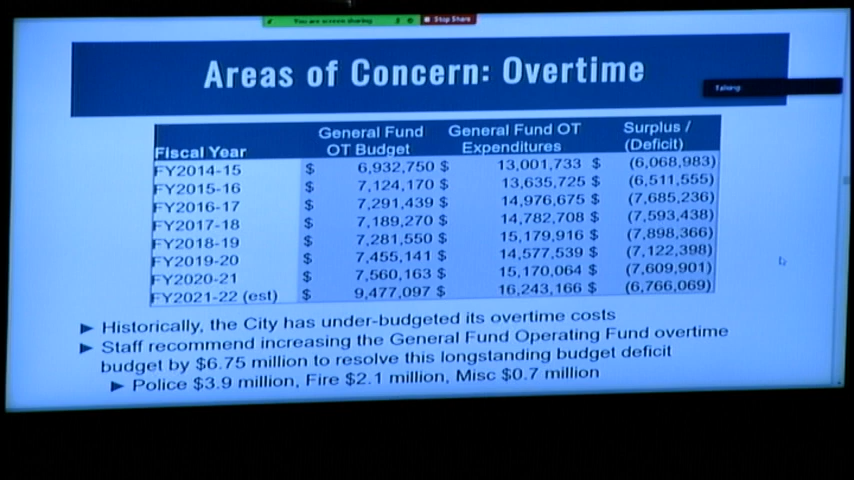 You are screen sharing Stop Share
Areas of Concern: Overtime
Talking:
General Fund General Fund OT Surplus /
Fiscal Year OT Budget Expenditures (Deficit)
FY2014-15 $ 6,932,750 $ 13,001,733 $ (6,068,983)
FY2015-16 $ 7,124,170 $ 13,635,725 $ (6,511,555)
FY2016-17 $ 7,291,439 $ 14,976,675 $ (7,685,236)
FY2017-18 $ 7,189,270 $ 14,782,708 $ (7,593,438)
FY2018-19 $ 7,281,550 $ 15,179,916 $ (7,898,366)
FY2019-20 $ 7,455,141 $ 14,577,539 $ (7,122,398)
FY2020-21 $ 7,560,163 $ 15,170,064 $ (7,609,901)
FY2021-22 (est) $ 9,477,097 $ 16,243,166 $ (6,766,069)
► Historically, the City has under-budgeted its overtime costs
► Staff recommend increasing the General Fund Operating Fund overtime
budget by $6.75 million to resolve this longstanding budget deficit
► Police $3.9 million, Fire $2.1 million, Misc $0.7 million